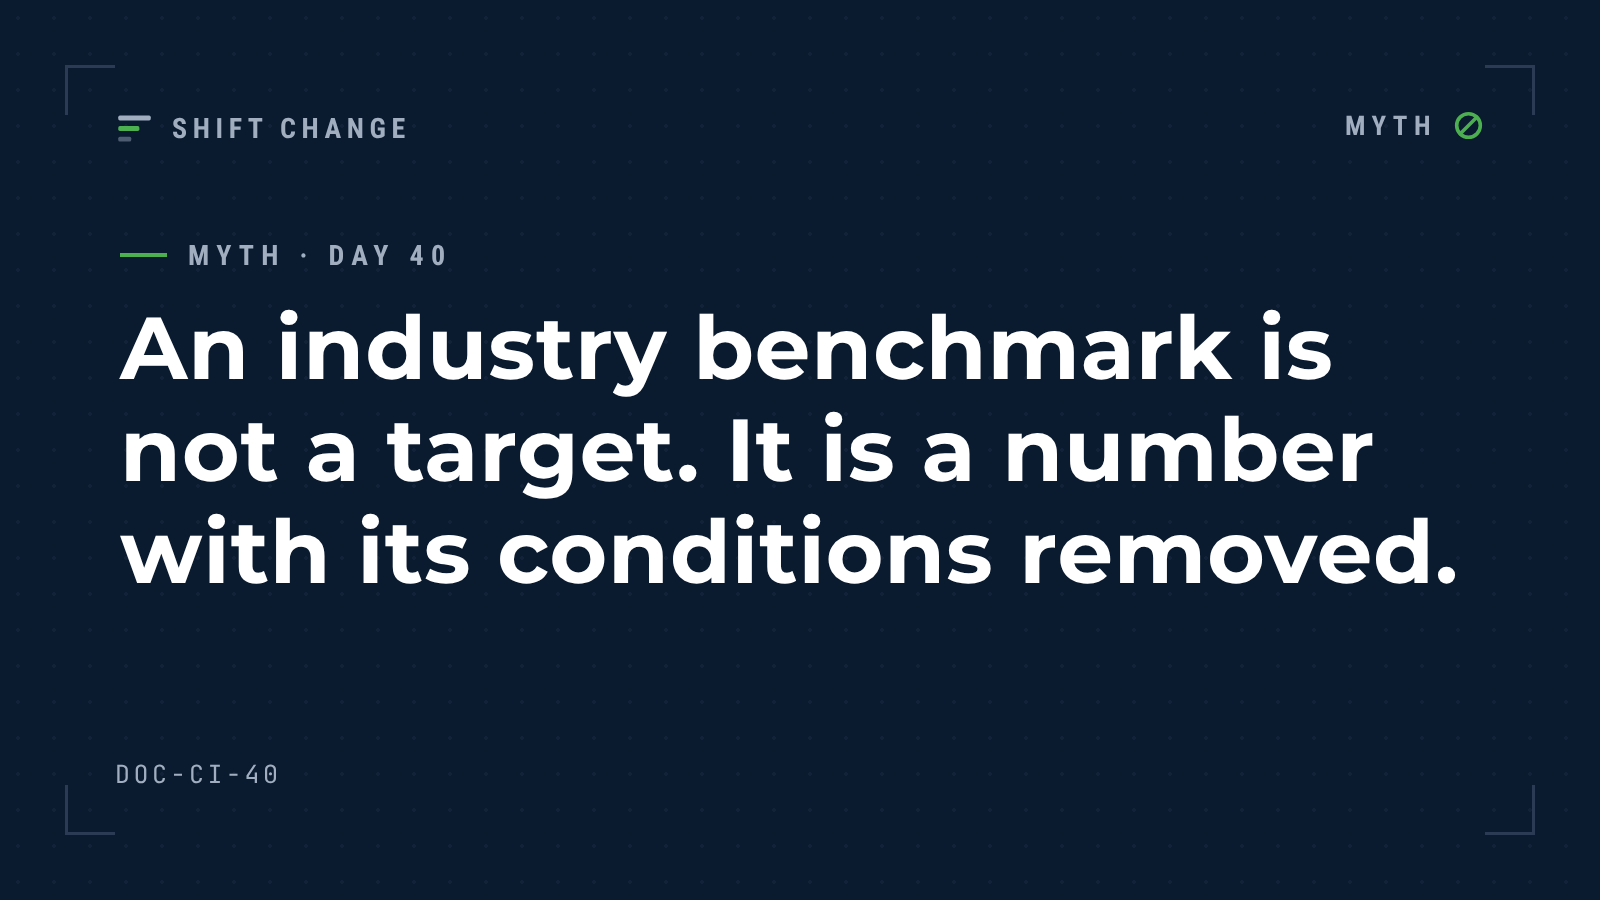 SHIFT CHANGE
MYTH
MYTH · DAY 40
An industry benchmark is
not a target. It is a number
with its conditions removed.
DOC-CI-40